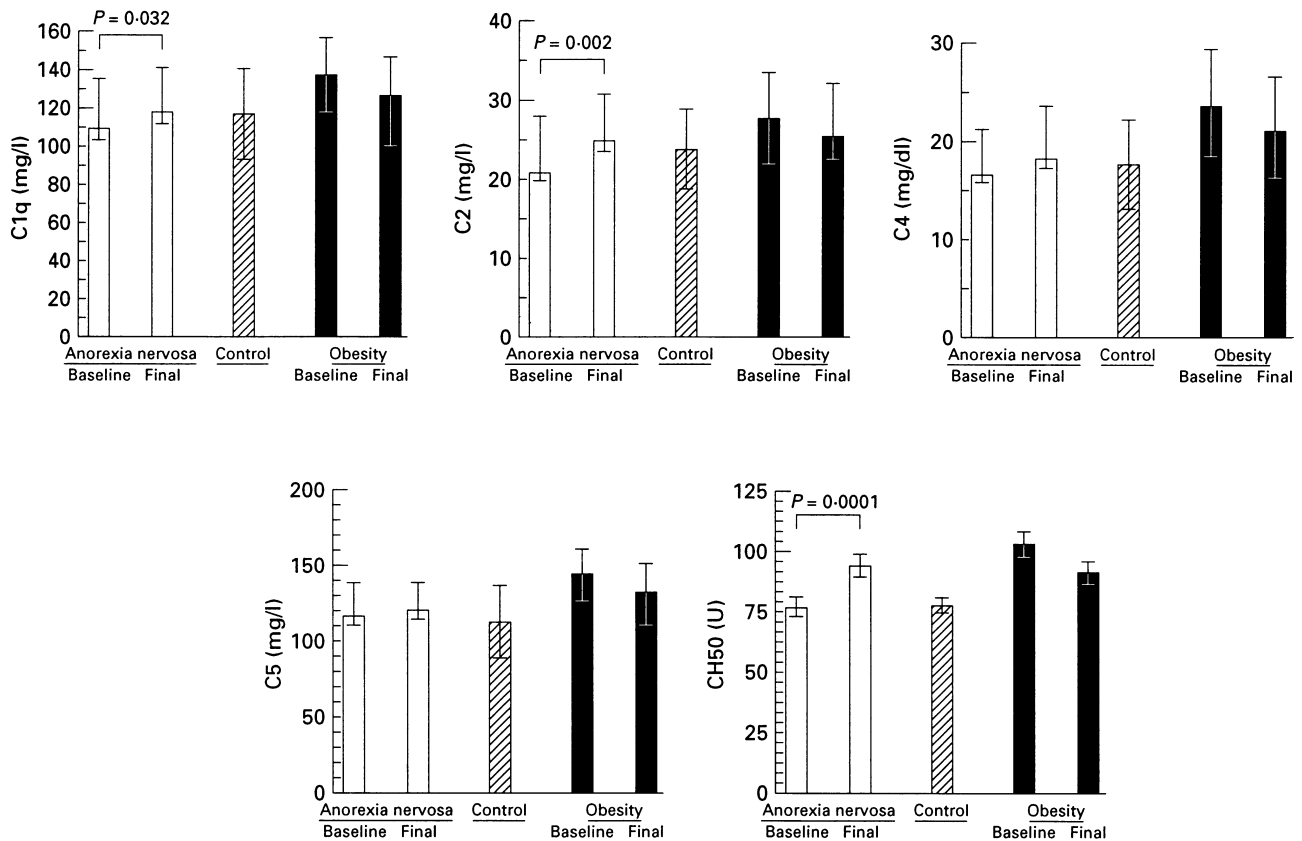 P = 0·032
160
140
120
100
80
60
40
20
0
C1q (mg/l)
Anorexia nervosa Control Obesity
Baseline Final Baseline Final
P = 0·002
40
30
20
10
0
C2 (mg/l)
Anorexia nervosa Control Obesity
Baseline Final Baseline Final
30
20
10
0
C4 (mg/dl)
Anorexia nervosa Control Obesity
Baseline Final Baseline Final
200
150
100
50
0
C5 (mg/l)
Anorexia nervosa Control Obesity
Baseline Final Baseline Final
P = 0·0001
125
100
75
50
25
0
CH50 (U)
Anorexia nervosa Control Obesity
Baseline Final Baseline Final